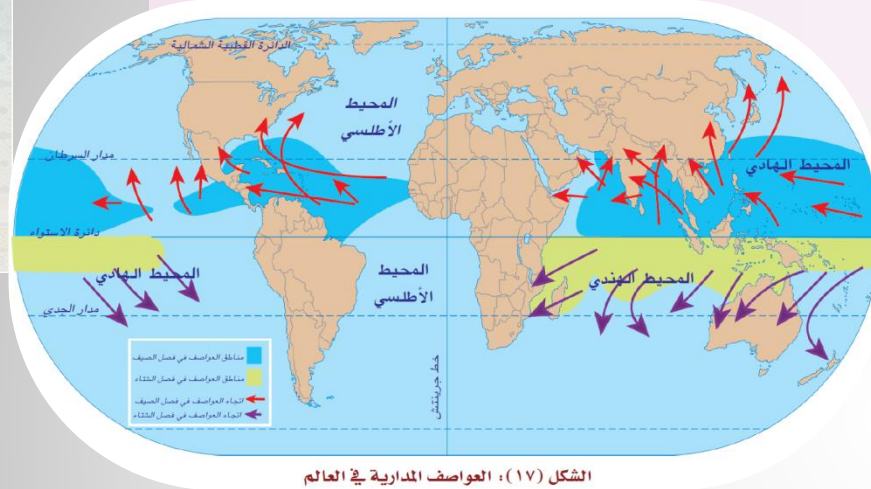 الدائرة القطبية الشمالية
المحيط
الأطلسي
مدار السرطان
المحيط الهادي
دائرة الاستواء
المحيط الهادي
المحيط
الأطلسي
المحيط الهندي
مدار الجدي
خط جرينتش
مناطق العواصف في فصل الصيف
مناطق العواصف في فصل الشتاء
اتجاه العواصف في فصل الصيف
اتجاه العواصف في فصل الشتاء
الشكل (١٧): العواصف المدارية في العالم